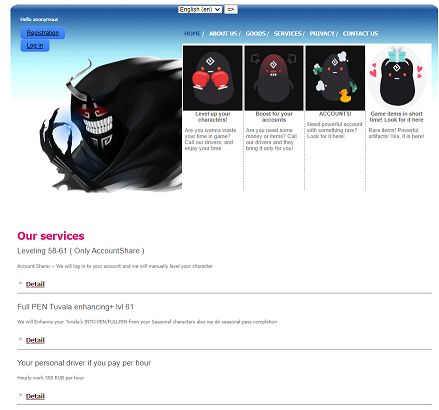 English (en) =>
Hello anonymous
Registration
Log in
HOME / ABOUT US / GOODS / SERVICES / PRIVACY / CONTACT US
Level up your
characters!
Are you wanna waste
your time in game?
Call our drivers, and
enjoy your time
Boost for your
accounts
Are you need some
money or items? Call
our drivers and they
bring it only for you!
ACCOUNTS!
Need powerful account
with something rare?
Look for it here!
Game items in short
time! Look for it here
Rare items! Powerful
artifacts! Yea, it is here!
Our services
Leveling 58-61 ( Only AccountShare )
Account Share: – We will log in to your account and we will manually level your character
Detail
Full PEN Tuvala enhancing+ lvl 61
We will Enhance your Tuvala's INTO PEN/FULLPEN from your Seasonal characters also we do seasonal pass completion
Detail
Your personal driver if you pay per hour
Hourly work 500 RUB per hour
Detail